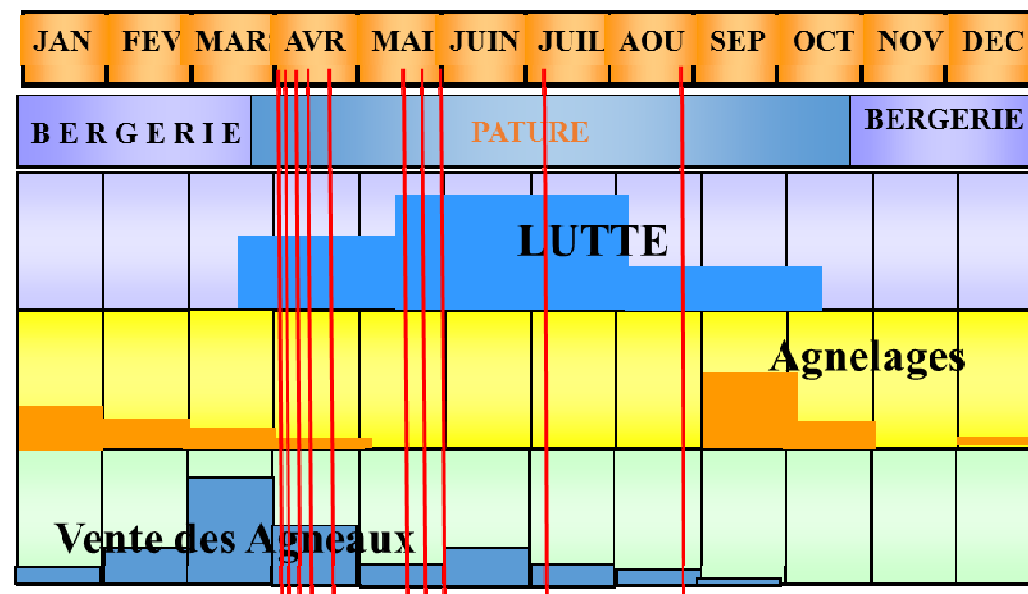 JAN FEV MAR AVR MAI JUIN JUIL AOU SEP OCT NOV DEC
BERGERIE PATURE BERGERIE
LUTTE
Agnelages
Vente des Agneaux